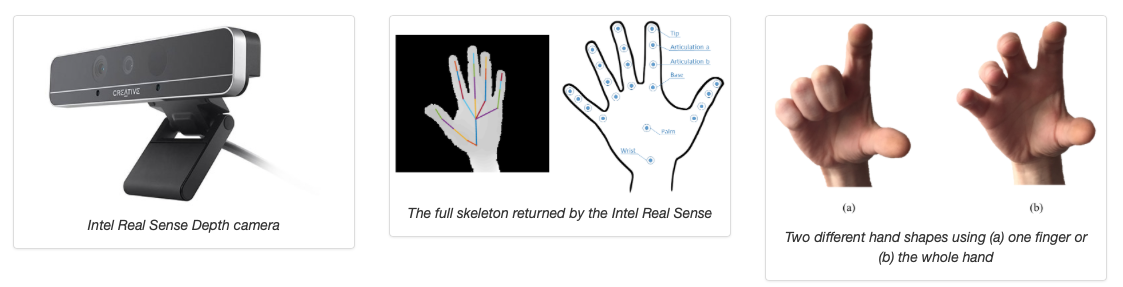 CREATIVE
Intel Real Sense Depth camera
Tip
Articulation a
Articulation b
Base
Palm
Wrist
The full skeleton returned by the Intel Real Sense
(a)
(b)
Two different hand shapes using (a) one finger or
(b) the whole hand